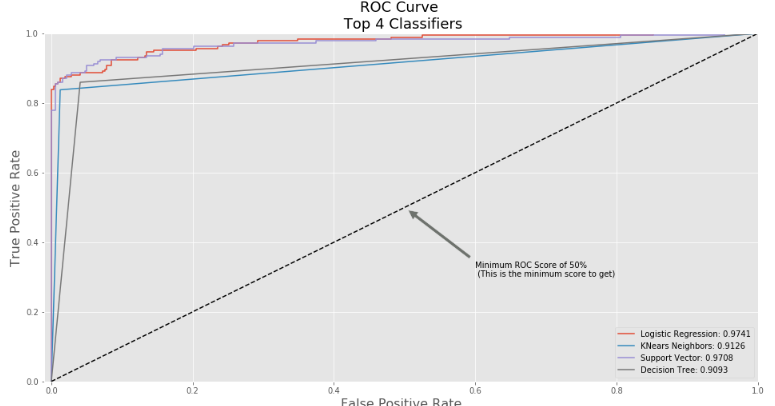 ROC Curve
Top 4 Classifiers
True Positive Rate
1.0
0.8
0.6
0.4
0.2
0.0
Minimum ROC Score of 50%
(This is the minimum score to get)
Logistic Regression: 0.9741
KNears Neighbors: 0.9126
Support Vector: 0.9708
Decision Tree: 0.9093
0.0 0.2 0.4 0.6 0.8 1.0
False Positive Rate